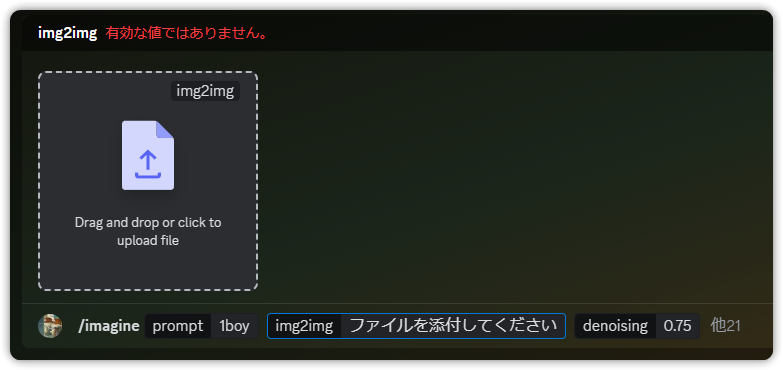 img2img 有効な値ではありません。
img2img
Drag and drop or click to
upload file
/imagine prompt 1boy img2img ファイルを添付してください denoising 0.75 他21